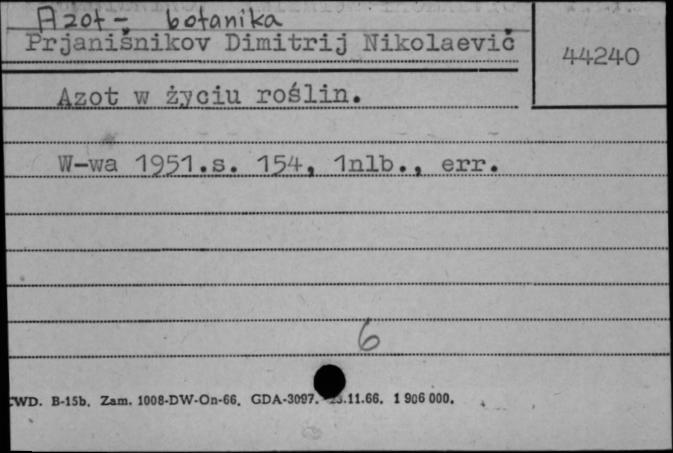 Azot - botanika
Prjanišnikov Dimitrij Nikolaevič
44240
Azot w życiu roślin.
W-wa 1951.s. 154, 1nlb., err.
6
CWD. B-15b. Zam. 1008-DW-On-66. GDA-3097. .11.66. 1 906 000.